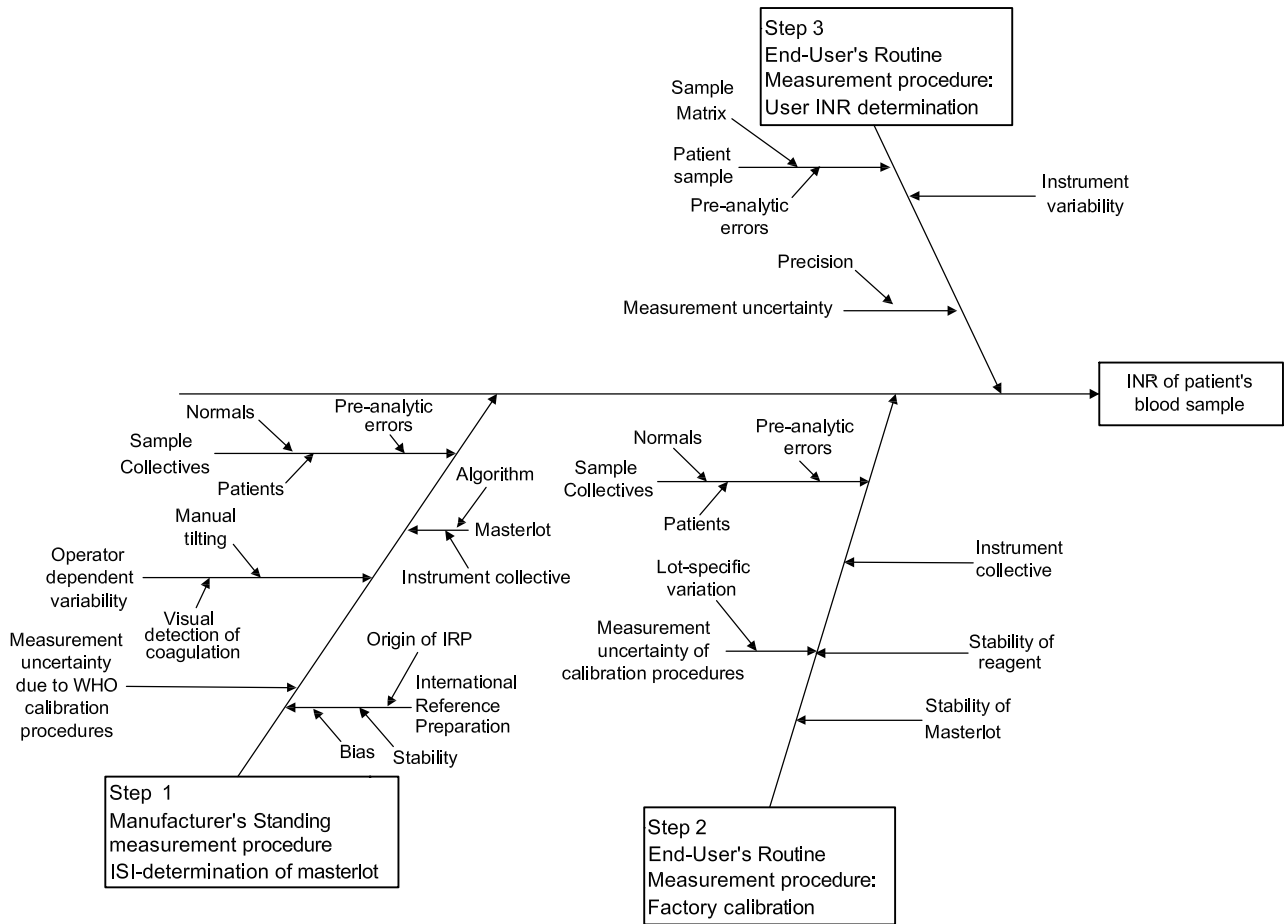 Step 3
End-User's Routine
Measurement procedure:
User INR determination
Sample
Matrix
Patient
sample
Pre-analytic
errors
Instrument
variability
Precision
Measurement uncertainty
INR of patient's
blood sample
Normals
Pre-analytic
errors
Sample
Collectives
Patients
Algorithm
Masterlot
Instrument collective
Manual
tilting
Operator
dependent
variability
Visual
detection of
coagulation
Measurement
uncertainty
due to WHO
calibration
procedures
Origin of IRP
International
Reference
Preparation
Bias
Stability
Step 1
Manufacturer's Standing
measurement procedure
ISI-determination of masterlot
Normals
Pre-analytic
errors
Sample
Collectives
Patients
Instrument
collective
Lot-specific
variation
Measurement
uncertainty of
calibration procedures
Stability of
reagent
Stability of
Masterlot
Step 2
End-User's Routine
Measurement procedure:
Factory calibration